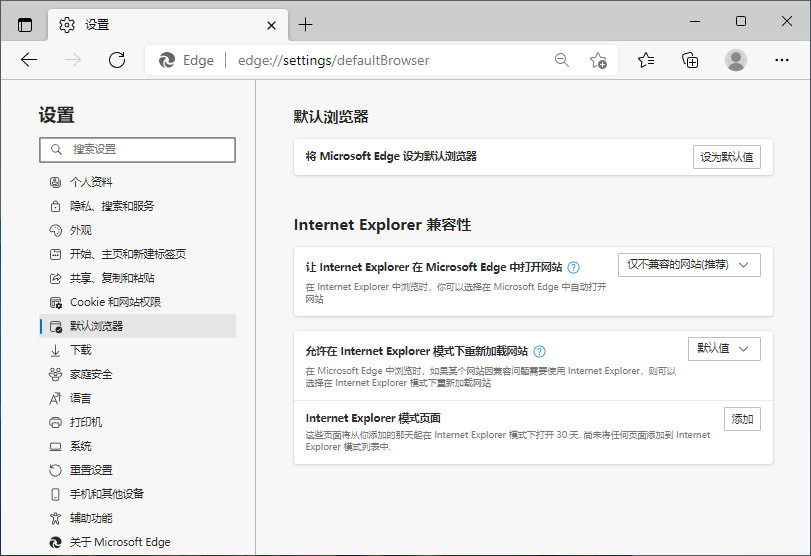 设置
Edge
edge://settings/defaultBrowser
设置
搜索设置
个人资料
隐私、搜索和服务
外观
开始、主页和新建标签页
共享、复制和粘贴
Cookie 和网站权限
默认浏览器
下载
家庭安全
语言
打印机
系统
重置设置
手机和其他设备
辅助功能
关于 Microsoft Edge
默认浏览器
将 Microsoft Edge 设为默认浏览器
设为默认值
Internet Explorer 兼容性
让 Internet Explorer 在 Microsoft Edge 中打开网站
仅不兼容的网站(推荐)
在 Internet Explorer 中浏览时，你可以选择在 Microsoft Edge 中自动打开
网站
允许在 Internet Explorer 模式下重新加载网站
默认值
在 Microsoft Edge 中浏览时，如果某个网站因兼容问题需要使用 Internet Explorer，则可以
选择在 Internet Explorer 模式下重新加载网站
Internet Explorer 模式页面
添加
这些页面将从你添加的那天起在 Internet Explorer 模式下打开 30 天. 尚未将任何页面添加到 Internet
Explorer 模式列表中.